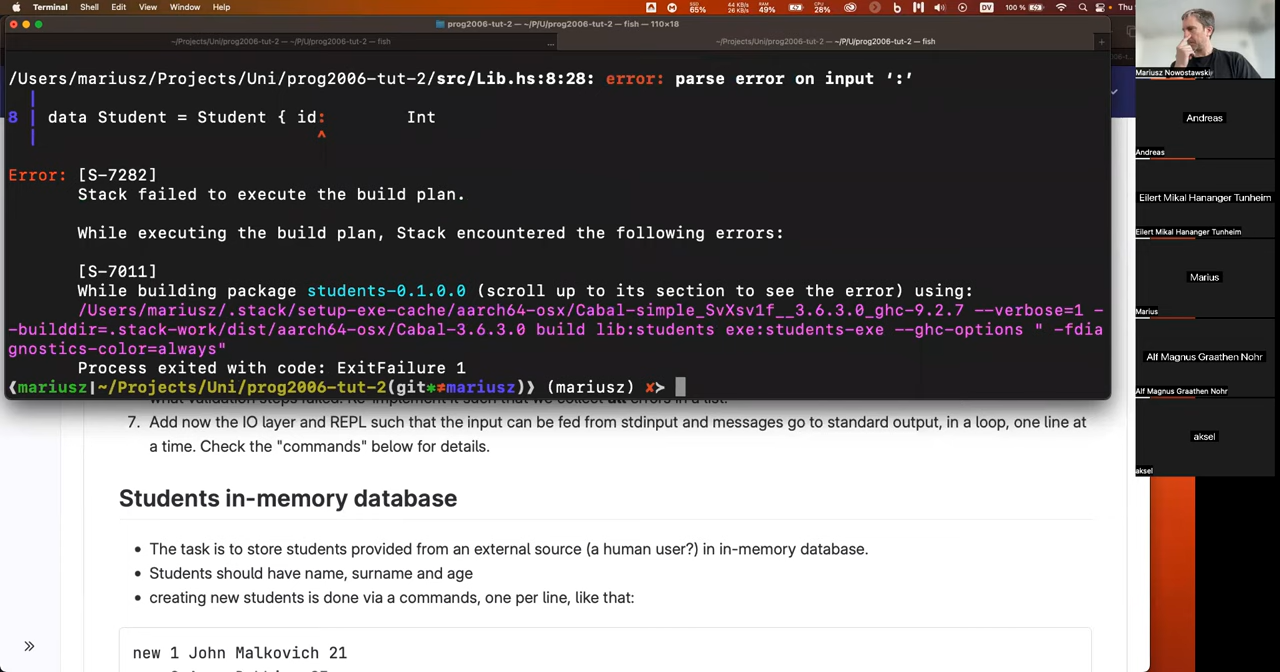 Terminal Shell Edit View Window Help
SSD 65% 44 KB/s 26 KB/s RAM 49% CPU 28% DV 100 % Thu
prog2006-tut-2 — ~/P/U/prog2006-tut-2 — fish — 110×18
~/Projects/Uni/prog2006-tut-2 — ~/P/U/prog2006-tut-2 — fish ... ~/Projects/Uni/prog2006-tut-2 — ~/P/U/prog2006-tut-2 — fish +
/Users/mariusz/Projects/Uni/prog2006-tut-2/src/Lib.hs:8:28: error: parse error on input ‘:’
|
8 | data Student = Student { id: Int
| ^
Error: [S-7282]
Stack failed to execute the build plan.
While executing the build plan, Stack encountered the following errors:
[S-7011]
While building package students-0.1.0.0 (scroll up to its section to see the error) using:
/Users/mariusz/.stack/setup-exe-cache/aarch64-osx/Cabal-simple_SvXsv1f__3.6.3.0_ghc-9.2.7 --verbose=1 -
-builddir=.stack-work/dist/aarch64-osx/Cabal-3.6.3.0 build lib:students exe:students-exe --ghc-options " -fdia
gnostics-color=always"
Process exited with code: ExitFailure 1
⟪mariusz|~/Projects/Uni/prog2006-tut-2(git*≠mariusz)⟫ (mariusz) ✘>
7. Add now the IO layer and REPL such that the input can be fed from stdinput and messages go to standard output, in a loop, one line at
a time. Check the "commands" below for details.
Students in-memory database
• The task is to store students provided from an external source (a human user?) in in-memory database.
• Students should have name, surname and age
• creating new students is done via a commands, one per line, like that:
new 1 John Malkovich 21
Mariusz Nowostawski
Andreas
Andreas
Eilert Mikal Hananger Tunheim
Eilert Mikal Hananger Tunheim
Marius
Marius
Alf Magnus Graathen Nohr
Alf Magnus Graathen Nohr
aksel
aksel